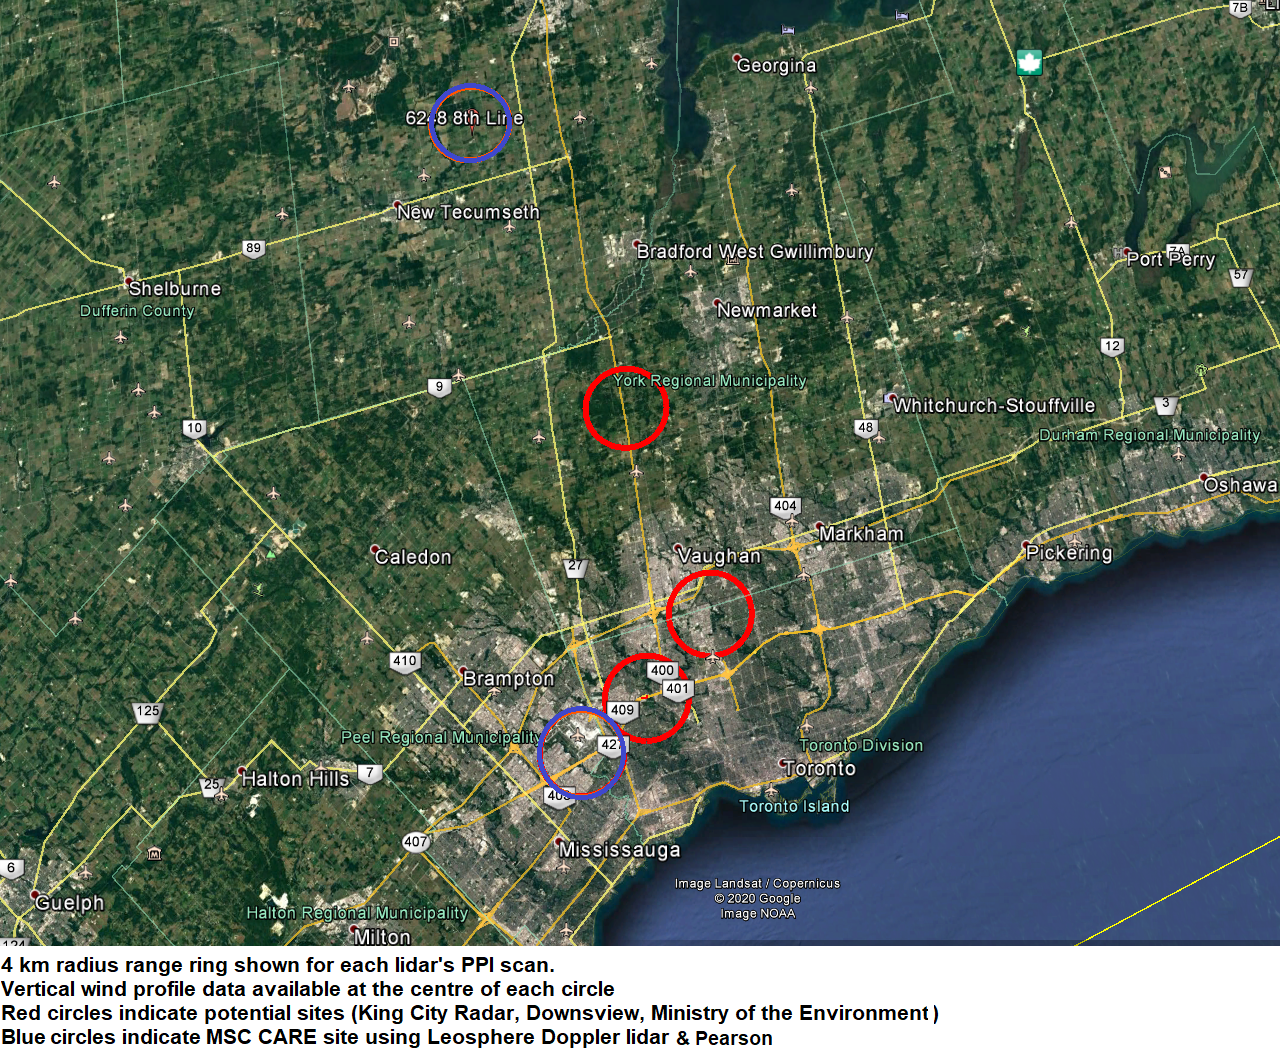 7B
Georgina
6248 8th Line
New Tecumseth
89
Bradford West Gwillimbury
7A
Port Perry
57
Shelburne
Dufferin County
Newmarket
12
9
York Regional Municipality
Whitchurch-Stouffville
3
10
48
Durham Regional Municipality
Oshawa
404
Markham
Caledon
27
Vaughan
Pickering
410
Brampton
400
401
125
409
Peel Regional Municipality
427
Toronto Division
25
Halton Hills
7
Toronto
403
Toronto Island
407
Mississauga
6
Guelph
Image Landsat / Copernicus
© 2020 Google
Image NOAA
Halton Regional Municipality
Milton
124
4 km radius range ring shown for each lidar's PPI scan.
Vertical wind profile data available at the centre of each circle
Red circles indicate potential sites (King City Radar, Downsview, Ministry of the Environment )
Blue circles indicate MSC CARE site using Leosphere Doppler lidar & Pearson